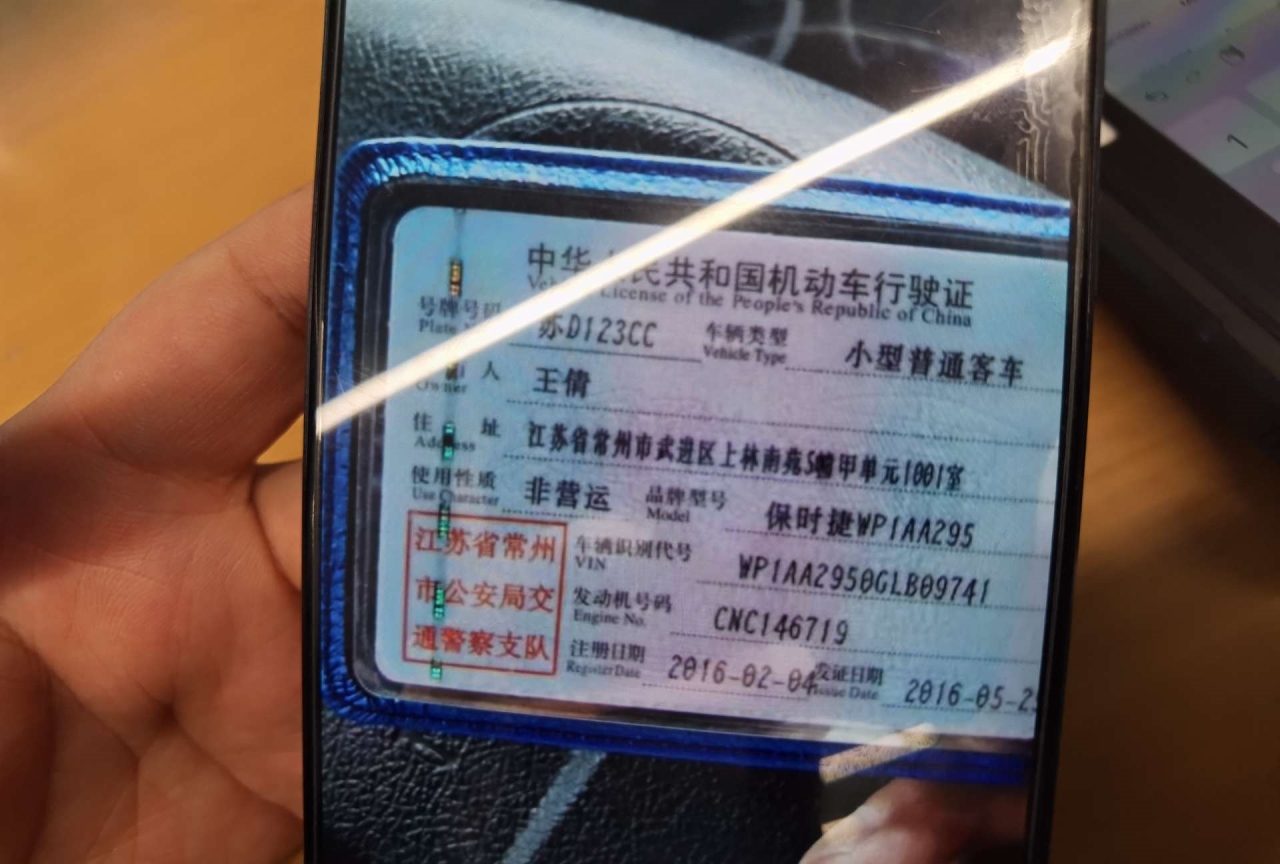 中华人民共和国机动车行驶证
Vehicle License of the People's Republic of China
号牌号码 苏D123CC 车辆类型 小型普通客车
Plate Vehicle Type
人 王倩
Owner
住 址 江苏省常州市武进区上林南苑5幢甲单元1001室
Address
使用性质 非营运 品牌型号 保时捷WP1AA295
Use Character Model
江苏省常州 车辆识别代号 WP1AA2950GLB09741
VIN
市公安局交 发动机号码 CNC146719
Engine No.
通警察支队 注册日期 2016-02-04 发证日期 2016-05-2
Register Date Issue Date
1